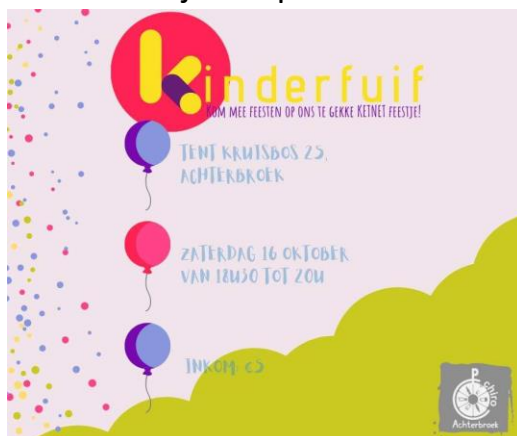 kinderfuif
KOM MEE FEESTEN OP ONS TE GEKKE KETNET FEESTJE!
TENT KRUISBOS 25,
ACHTERBROEK
ZATERDAG 16 OKTOBER
VAN 18U30 TOT 20U
INKOM: €5
chiro
Achterbroek